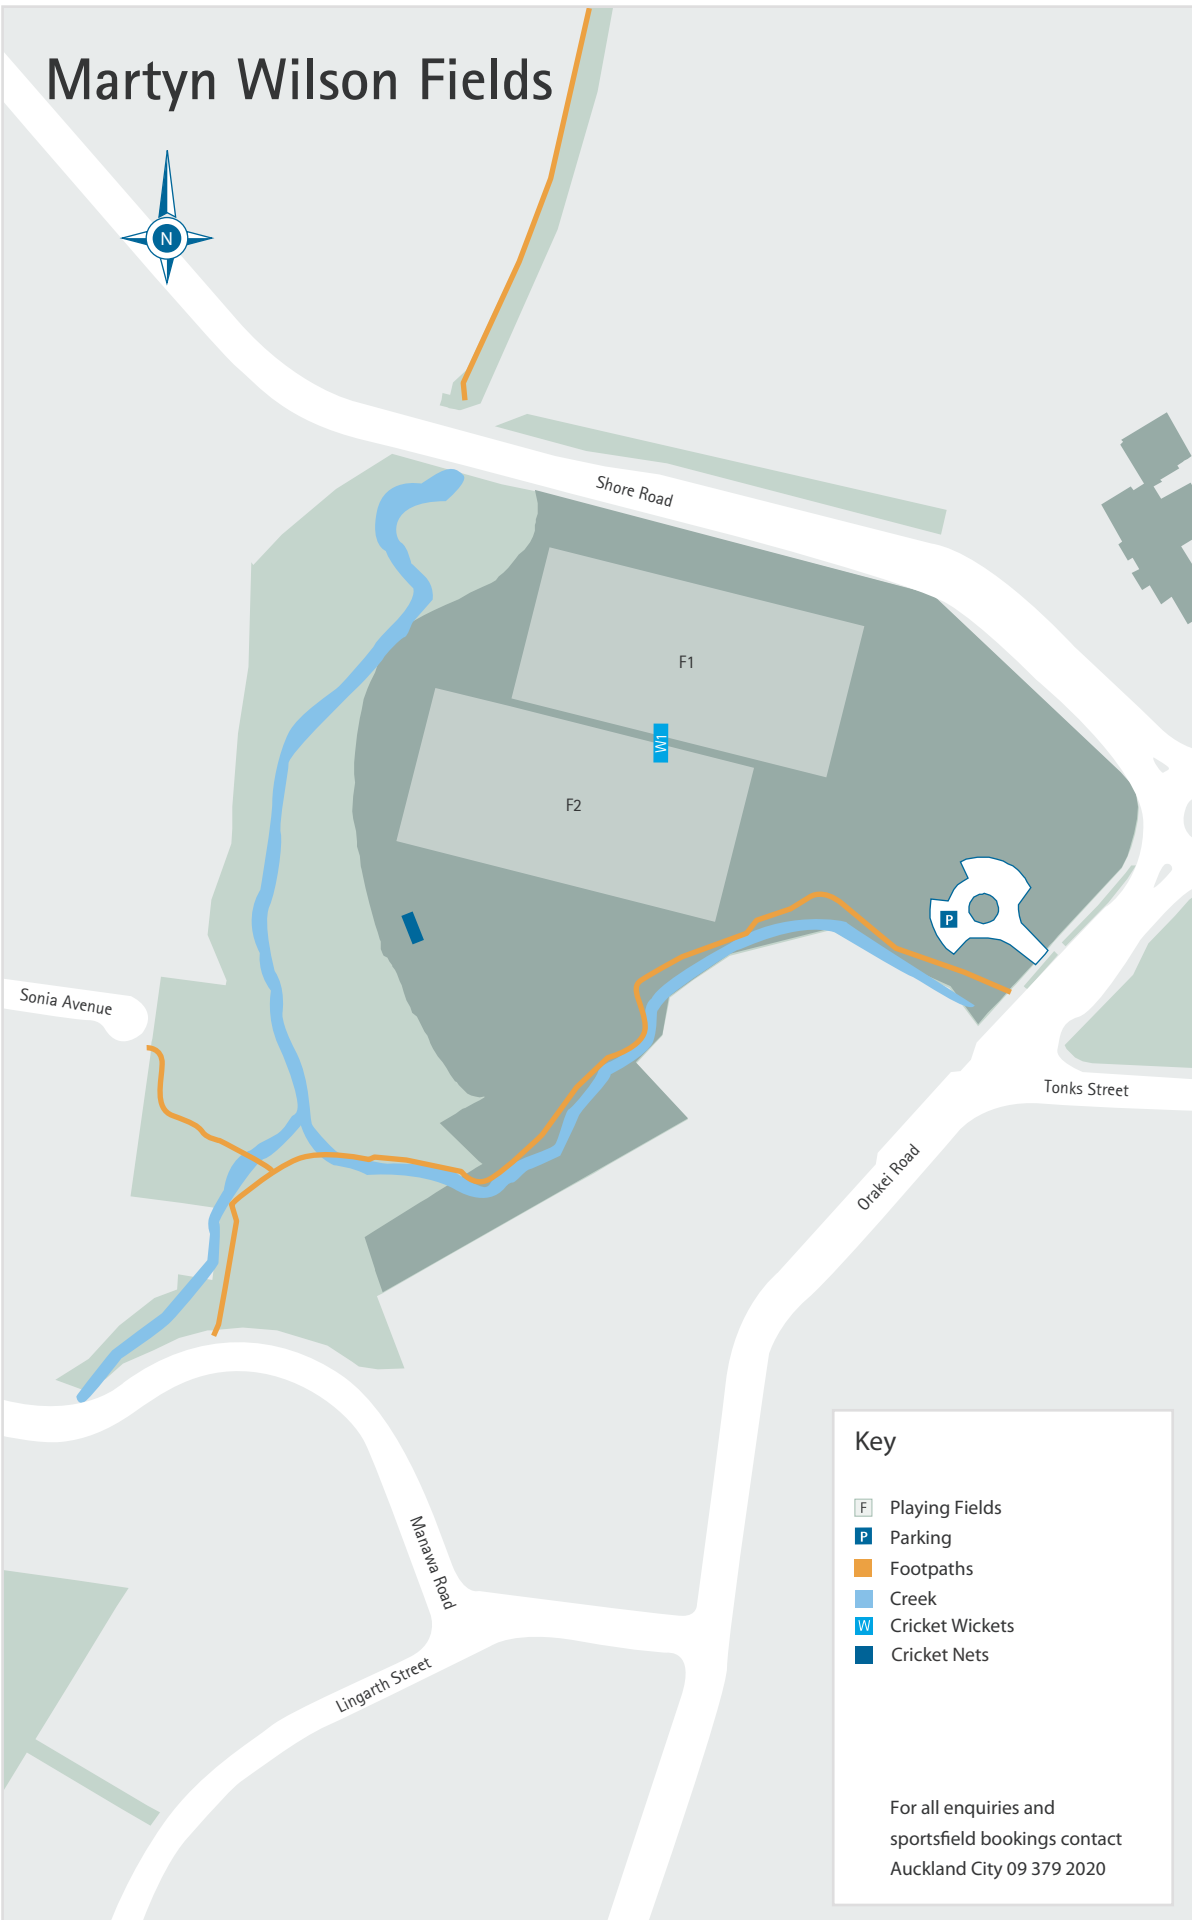 Martyn Wilson Fields
N
Shore Road
F1
W1
F2
P
Sonia Avenue
Tonks Street
Orakei Road
Manawa Road
Lingarth Street
Key
F Playing Fields
P Parking
Footpaths
Creek
W Cricket Wickets
Cricket Nets
For all enquiries and
sportsfield bookings contact
Auckland City 09 379 2020